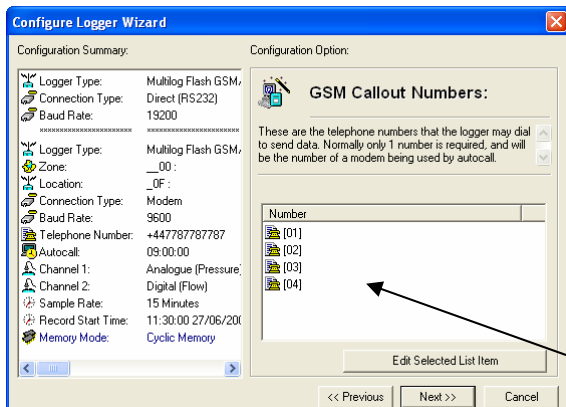 Configure Logger Wizard
Configuration Summary:
Logger Type: Multilog Flash GSM,
Connection Type: Direct (RS232)
Baud Rate: 19200
************************ ************************
Logger Type: Multilog Flash GSM,
Zone: __00 :
Location: _0F :
Connection Type: Modem
Baud Rate: 9600
Telephone Number: +447787787787
Autocall: 09:00:00
Channel 1: Analogue (Pressure)
Channel 2: Digital (Flow)
Sample Rate: 15 Minutes
Record Start Time: 11:30:00 27/06/200
Memory Mode: Cyclic Memory
Configuration Option:
GSM Callout Numbers:
These are the telephone numbers that the logger may dial
to send data. Normally only 1 number is required, and will
be the number of a modem being used by autocall.
Number
[01]
[02]
[03]
[04]
Edit Selected List Item
<< Previous Next >> Cancel